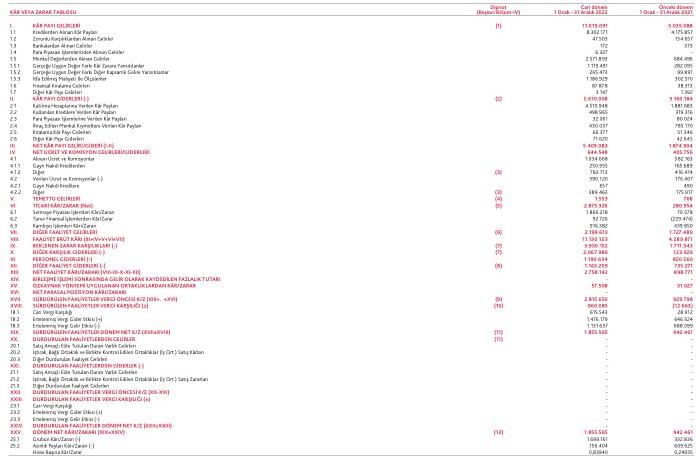 KÂR VEYA ZARAR TABLOSU Dipnot (Beşinci Bölüm-IV) Cari dönem 1 Ocak - 31 Aralık 2022 Önceki dönem 1 Ocak - 31 Aralık 2021
I. KÂR PAYI GELİRLERİ (1) 11.019.091 5.035.088
1.1 Kredilerden Alınan Kâr Payları 8.302.171 4.175.857
1.2 Zorunlu Karşılıklardan Alınan Gelirler 47.503 134.657
1.3 Bankalardan Alınan Gelirler 172 373
1.4 Para Piyasası İşlemlerinden Alınan Gelirler 6.327 -
1.5 Menkul Değerlerden Alınan Gelirler 2.571.893 684.496
1.5.1 Gerçeğe Uygun Değer Farkı Kâr Zarara Yansıtılanlar 1.119.491 282.095
1.5.2 Gerçeğe Uygun Değer Farkı Diğer Kapsamlı Gelire Yansıtılanlar 265.473 99.891
1.5.3 İtfa Edilmiş Maliyeti İle Ölçülenler 1.186.929 302.510
1.6 Finansal Kiralama Gelirleri 87.878 38.313
1.7 Diğer Kâr Payı Gelirleri 3.147 1.392
II. KÂR PAYI GİDERLERİ (-) (2) 5.610.008 3.160.184
2.1 Katılma Hesaplarına Verilen Kâr Payları 4.510.948 1.881.683
2.2 Kullanılan Kredilere Verilen Kâr Payları 498.965 319.316
2.3 Para Piyasası İşlemlerine Verilen Kâr Payları 32.061 80.024
2.4 İhraç Edilen Menkul Kıymetlere Verilen Kâr Payları 430.037 785.170
2.5 Kiralama Kâr Payı Giderleri 66.377 51.346
2.6 Diğer Kâr Payı Giderleri 71.620 42.645
III. NET KÂR PAYI GELİRİ/GİDERİ (I-II) 5.409.083 1.874.904
IV. NET ÜCRET VE KOMİSYON GELİRLERİ/GİDERLERİ 644.548 405.756
4.1 Alınan Ücret ve Komisyonlar 1.034.668 582.163
4.1.1 Gayri Nakdi Kredilerden 250.955 165.689
4.1.2 Diğer (3) 783.713 416.474
4.2 Verilen Ücret ve Komisyonlar (-) 390.120 176.407
4.2.1 Gayri Nakdi Kredilere 657 490
4.2.2 Diğer (3) 389.463 175.917
V. TEMETTÜ GELİRLERİ (4) 1.553 768
VI. TİCARİ KÂR/ZARAR (Net) (5) 2.875.326 280.954
6.1 Sermaye Piyasası İşlemleri Kârı/Zararı 1.866.218 70.578
6.2 Türev Finansal İşlemlerden Kâr/Zarar 92.726 (229.474)
6.3 Kambiyo İşlemleri Kârı/Zararı 916.382 439.850
VII. DİĞER FAALİYET GELİRLERİ (6) 2.199.613 1.727.489
VIII. FAALİYET BRÜT KÂRI (III+IV+V+VI+VII) 11.130.123 4.289.871
IX. BEKLENEN ZARAR KARŞILIKLARI (-) (7) 3.950.152 1.711.543
X. DİĞER KARŞILIK GİDERLERİ (-) (7) 2.067.986 123.926
XI. PERSONEL GİDERLERİ (-) 1.188.634 820.560
XII. DİĞER FAALİYET GİDERLERİ (-) (8) 1.165.209 735.271
XIII. NET FAALİYET KÂRI/ZARARI (VIII-IX-X-XI-XII) 2.758.142 898.771
XIV. BİRLEŞME İŞLEMİ SONRASINDA GELİR OLARAK KAYDEDİLEN FAZLALIK TUTARI - -
XV. ÖZKAYNAK YÖNTEMİ UYGULANAN ORTAKLIKLARDAN KÂR/ZARAR 57.508 31.027
XVI. NET PARASAL POZİSYON KÂRI/ZARARI - -
XVII. SÜRDÜRÜLEN FAALİYETLER VERGİ ÖNCESİ K/Z (XIII+...+XVI) (9) 2.815.650 929.798
XVIII. SÜRDÜRÜLEN FAALİYETLER VERGİ KARŞILIĞI (±) (10) 960.085 (12.663)
18.1 Cari Vergi Karşılığı 615.543 28.912
18.2 Ertelenmiş Vergi Gider Etkisi (+) 1.476.179 646.524
18.3 Ertelenmiş Vergi Gelir Etkisi (-) 1.131.637 688.099
XIX. SÜRDÜRÜLEN FAALİYETLER DÖNEM NET K/Z (XVII±XVIII) (11) 1.855.565 942.461
XX. DURDURULAN FAALİYETLERDEN GELİRLER (11) - -
20.1 Satış Amaçlı Elde Tutulan Duran Varlık Gelirleri - -
20.2 İştirak, Bağlı Ortaklık ve Birlikte Kontrol Edilen Ortaklıklar (İş Ort.) Satış Kârları - -
20.3 Diğer Durdurulan Faaliyet Gelirleri - -
XXI. DURDURULAN FAALİYETLERDEN GİDERLER (-) - -
21.1 Satış Amaçlı Elde Tutulan Duran Varlık Giderleri - -
21.2 İştirak, Bağlı Ortaklık ve Birlikte Kontrol Edilen Ortaklıklar (İş Ort.) Satış Zararları - -
21.3 Diğer Durdurulan Faaliyet Giderleri - -
XXII. DURDURULAN FAALİYETLER VERGİ ÖNCESİ K/Z (XX-XXI) - -
XXIII. DURDURULAN FAALİYETLER VERGİ KARŞILIĞI (±) - -
23.1 Cari Vergi Karşılığı - -
23.2 Ertelenmiş Vergi Gider Etkisi (+) - -
23.3 Ertelenmiş Vergi Gelir Etkisi (-) - -
XXIV. DURDURULAN FAALİYETLER DÖNEM NET K/Z (XXII±XXIII) - -
XXV. DÖNEM NET KÂRI/ZARARI (XIX+XXIV) (12) 1.855.565 942.461
25.1 Grubun Kârı/Zararı (-) 1.699.161 332.836
25.2 Azınlık Payları Kârı/Zararı (-) 156.404 609.625
Hisse Başına Kâr/Zarar 0,83940 0,24655